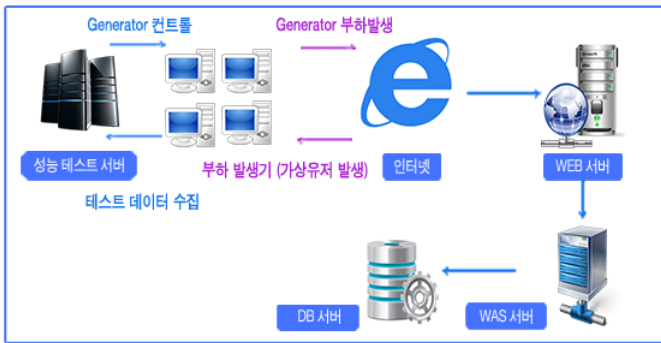 Generator 컨트롤
Generator 부하발생
성능 테스트 서버
부하 발생기 (가상유저 발생)
인터넷
WEB 서버
테스트 데이터 수집
DB 서버
WAS 서버